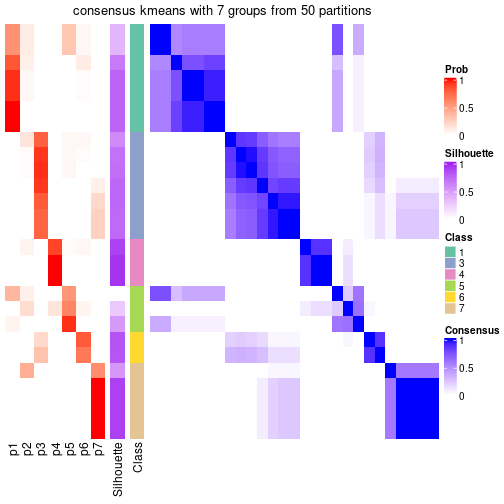 consensus kmeans with 7 groups from 50 partitions
Prob
1
0.5
0
Silhouette
1
0.5
0
Class
1
3
4
5
6
7
Consensus
1
0.5
0
p1
p2
p3
p4
p5
p6
p7
Silhouette
Class